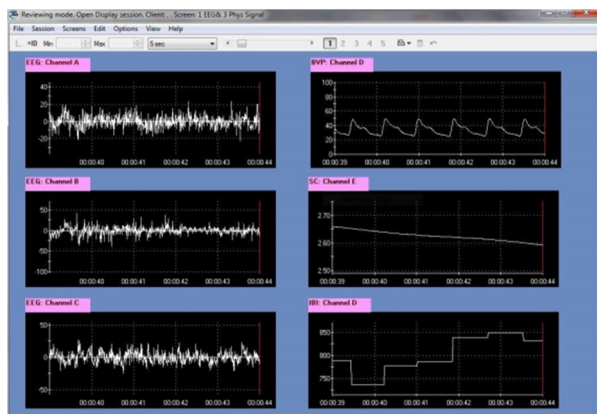 Reviewing mode. Open Display session. Client: , . Screen: 1 EEG& 3 Phys Signal
File Session Screens Edit Options View Help
Min Max 5 sec 1 2 3 4 5
EEG: Channel A
40
20
0
-20
00:00:40 00:00:41 00:00:42 00:00:43 00:00:44
BVP: Channel D
100
80
60
40
20
0
00:00:39 00:00:40 00:00:41 00:00:42 00:00:43 00:00:44
EEG: Channel B
50
0
-50
-100
00:00:40 00:00:41 00:00:42 00:00:43 00:00:44
SC: Channel E
2.70
2.60
2.50
00:00:39 00:00:40 00:00:41 00:00:42 00:00:43 00:00:44
EEG: Channel C
50
0
-50
00:00:40 00:00:41 00:00:42 00:00:43 00:00:44
IBI: Channel D
850
800
750
00:00:39 00:00:40 00:00:41 00:00:42 00:00:43 00:00:44